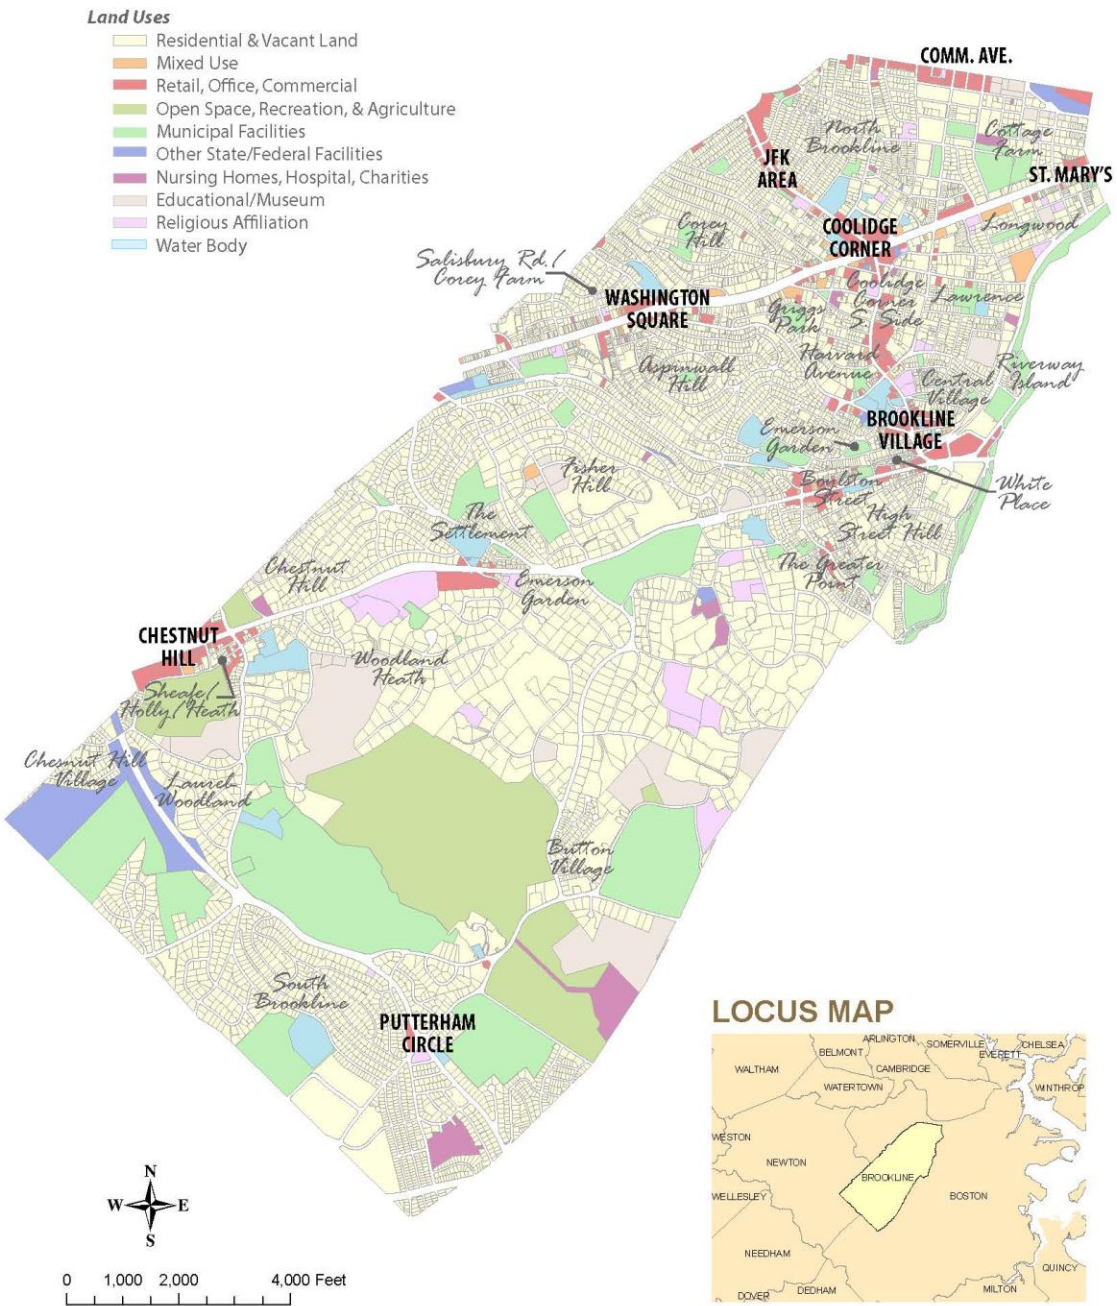 Land Uses
Residential & Vacant Land
Mixed Use
Retail, Office, Commercial
Open Space, Recreation, & Agriculture
Municipal Facilities
Other State/Federal Facilities
Nursing Homes, Hospital, Charities
Educational/Museum
Religious Affiliation
Water Body
COMM. AVE.
North
Brookline
Cottage
Farm
JFK
AREA
ST. MARY'S
Corey
Hill
COOLIDGE
CORNER
Longwood
Salisbury Rd./
Corey Farm
WASHINGTON
SQUARE
Griggs
Park
Coolidge
Corner
S. Side
Lawrence
Aspinwall
Hill
Harvard
Avenue
Central
Village
Riverway
Island
Emerson
Garden
BROOKLINE
VILLAGE
White
Place
Fisher
Hill
Boylston
Street
High
Street Hill
The
Settlement
The Greater
Point
Chestnut
Hill
Emerson
Garden
CHESTNUT
HILL
Woodland
Heath
Sheafe/
Holly/Heath
Chesnut Hill
Village
Laurel-
Woodland
Button
Village
South
Brookline
PUTTERHAM
CIRCLE
N
W E
S
0 1,000 2,000 4,000 Feet
LOCUS MAP
ARLINGTON
SOMERVILLE
CHELSEA
BELMONT
EVERETT
WALTHAM
CAMBRIDGE
WATERTOWN
WINTHROP
WESTON
NEWTON
BROOKLINE
WELLESLEY
BOSTON
NEEDHAM
QUINCY
DOVER
DEDHAM
MILTON